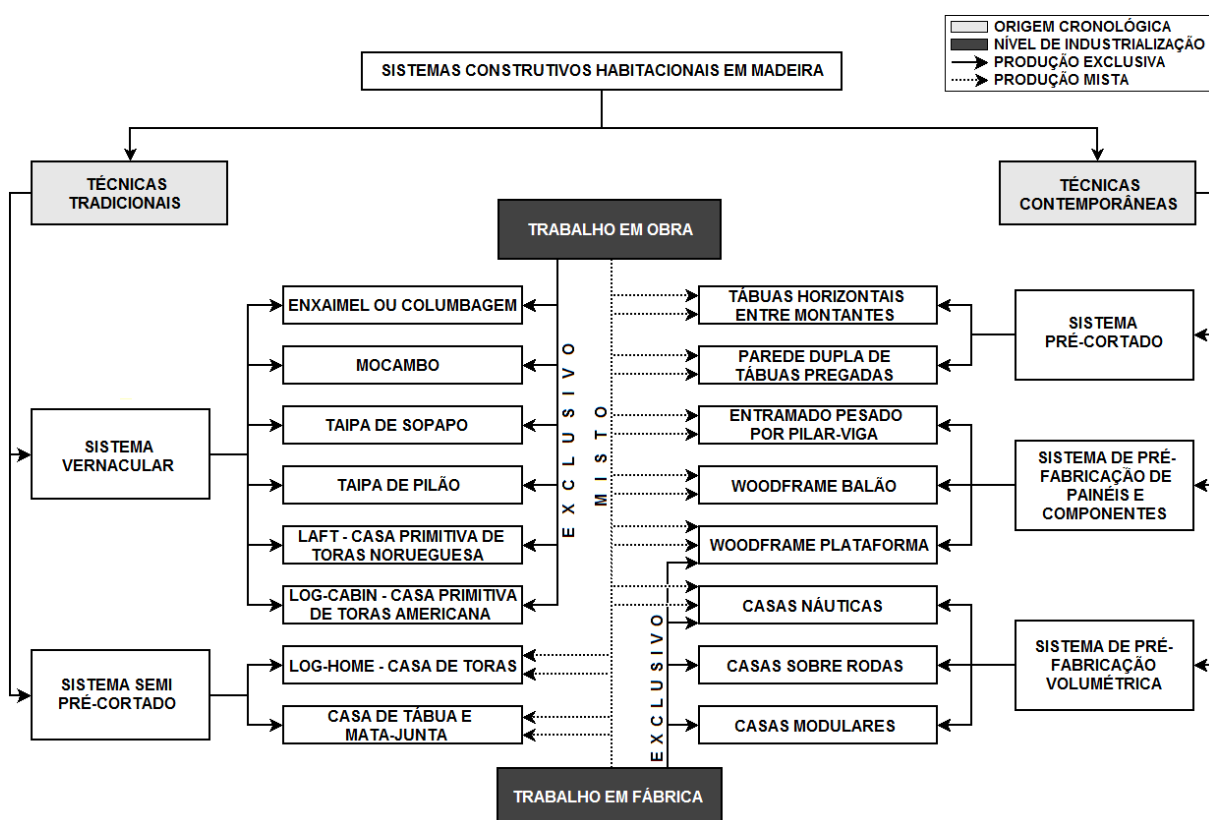 ORIGEM CRONOLÓGICA
NÍVEL DE INDUSTRIALIZAÇÃO
PRODUÇÃO EXCLUSIVA
PRODUÇÃO MISTA
SISTEMAS CONSTRUTIVOS HABITACIONAIS EM MADEIRA
TÉCNICAS
TRADICIONAIS
TÉCNICAS
CONTEMPORÂNEAS
TRABALHO EM OBRA
SISTEMA
VERNACULAR
SISTEMA SEMI
PRÉ-CORTADO
ENXAIMEL OU COLUMBAGEM
MOCAMBO
TAIPA DE SOPAPO
TAIPA DE PILÃO
LAFT - CASA PRIMITIVA DE
TORAS NORUEGUESA
LOG-CABIN - CASA PRIMITIVA
DE TORAS AMERICANA
LOG-HOME - CASA DE TORAS
CASA DE TÁBUA E
MATA-JUNTA
EXCLUSIVO
MISTO
EXCLUSIVO
TÁBUAS HORIZONTAIS
ENTRE MONTANTES
PAREDE DUPLA DE
TÁBUAS PREGADAS
ENTRAMADO PESADO
POR PILAR-VIGA
WOODFRAME BALÃO
WOODFRAME PLATAFORMA
CASAS NÁUTICAS
CASAS SOBRE RODAS
CASAS MODULARES
SISTEMA
PRÉ-CORTADO
SISTEMA DE PRÉ-
FABRICAÇÃO DE
PAINÉIS E
COMPONENTES
SISTEMA DE PRÉ-
FABRICAÇÃO
VOLUMÉTRICA
TRABALHO EM FÁBRICA